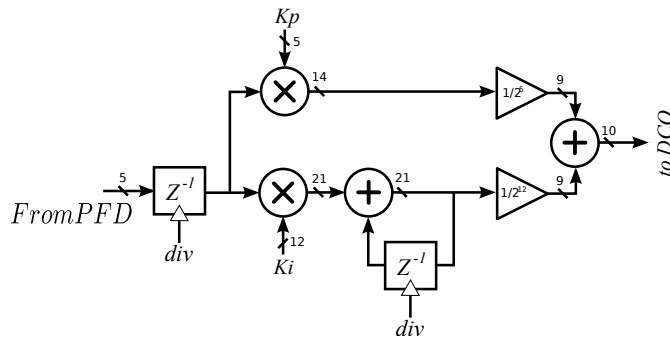 Kp
5
14
1/2⁵
9
10
to DCO
5
FromPFD
Z⁻¹
div
21
21
12
Ki
1/2¹²
9
Z⁻¹
div